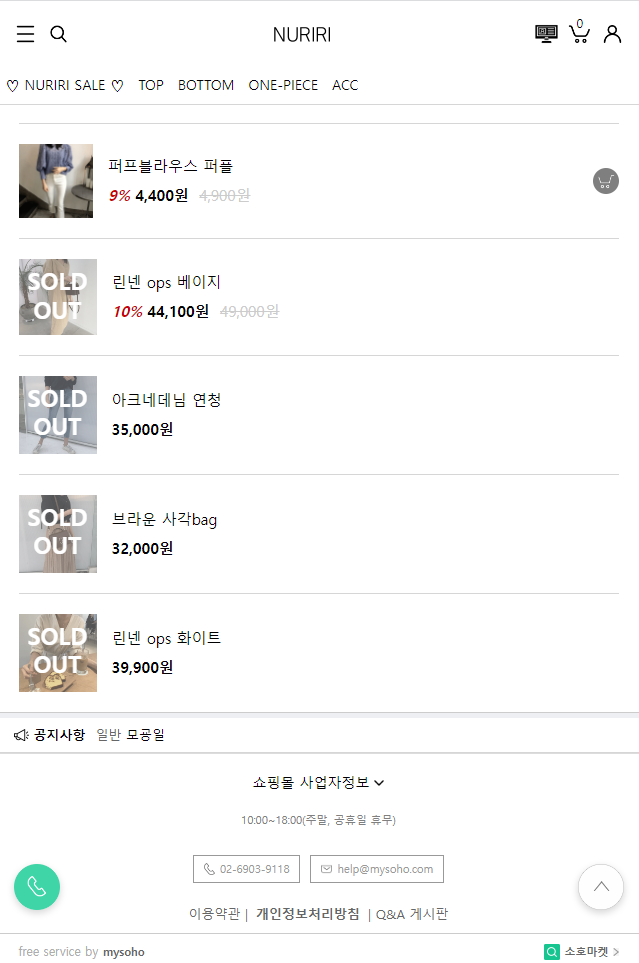 NURIRI
0
♡ NURIRI SALE ♡ TOP BOTTOM ONE-PIECE ACC
퍼프블라우스 퍼플
9% 4,400원 4,900원
SOLD
OUT
린넨 ops 베이지
10% 44,100원 49,000원
SOLD
OUT
아크네데님 연청
35,000원
SOLD
OUT
브라운 사각bag
32,000원
SOLD
OUT
린넨 ops 화이트
39,900원
공지사항 일반 모공일
쇼핑몰 사업자정보
10:00~18:00(주말, 공휴일 휴무)
02-6903-9118 help@mysoho.com
이용약관 | 개인정보처리방침 | Q&A 게시판
free service by mysoho 소호마켓 >